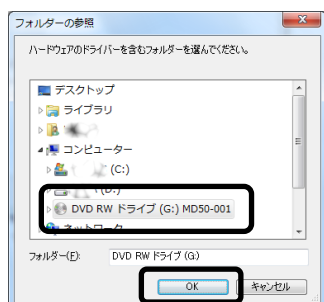 フォルダーの参照
ハードウェアのドライバーを含むフォルダーを選んでください。
デスクトップ
ライブラリ
コンピューター
(C:)
(D:)
DVD RW ドライブ (G:) MD50-001
ネットワーク
フォルダー(F):
DVD RW ドライブ (G:)
OK
キャンセル